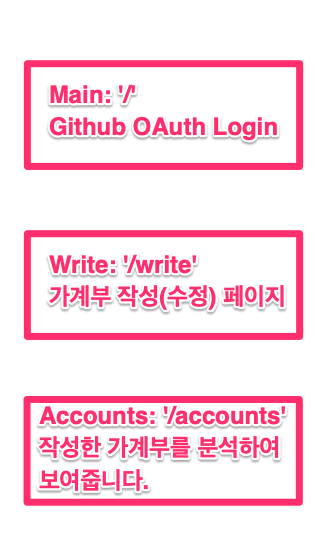 Main: '/'
Github OAuth Login
Write: '/write'
가계부 작성(수정) 페이지
Accounts: '/accounts'
작성한 가계부를 분석하여
보여줍니다.